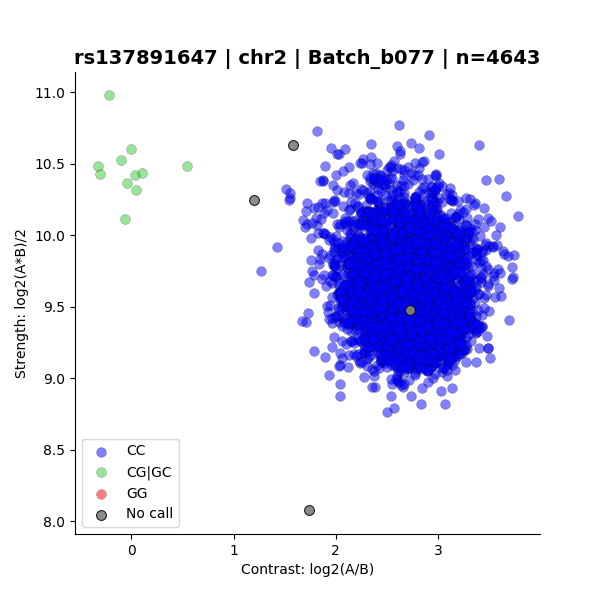 rs137891647 | chr2 | Batch_b077 | n=4643
11.0
10.5
10.0
9.5
9.0
8.5
8.0
Strength: log2(A*B)/2
CC
CG|GC
GG
No call
0 1 2 3
Contrast: log2(A/B)